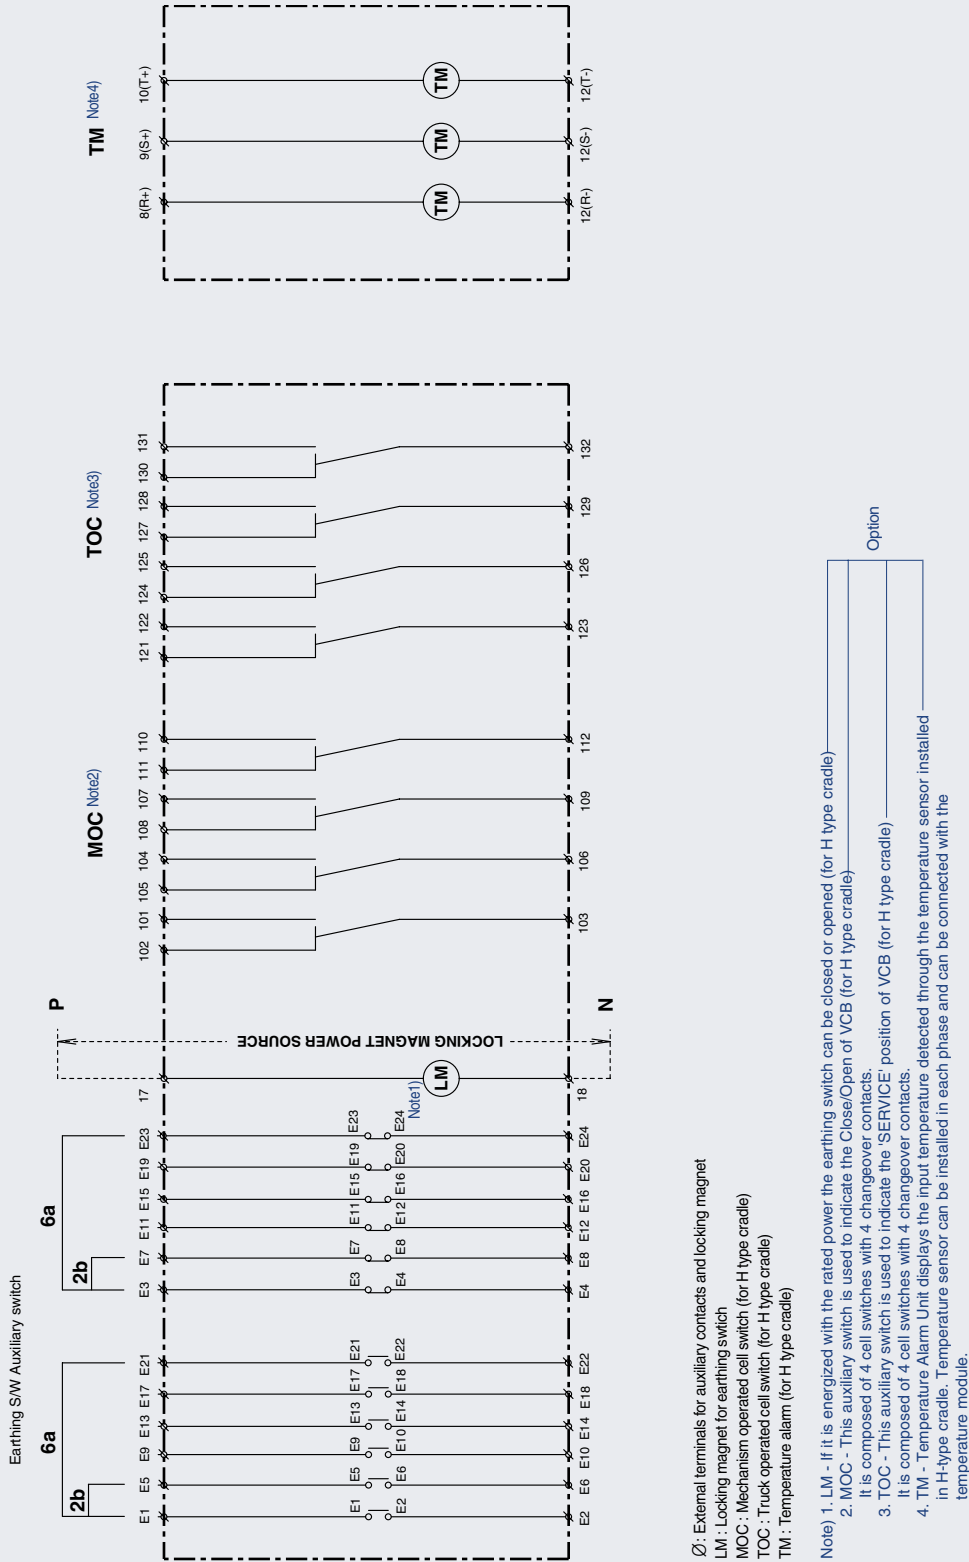 Earthing S/W Auxiliary switch
6a
2b
6a
2b
E1 E5 E9 E13 E17 E21 E3 E7 E11 E15 E19 E23 17
E1 E5 E9 E13 E17 E21 E3 E7 E11 E15 E19 E23
E2 E6 E10 E14 E18 E22 E4 E8 E12 E16 E20 E24
E2 E6 E10 E14 E18 E22 E4 E8 E12 E16 E20 E24 18
P
LOCKING MAGNET POWER SOURCE
LM
Note1)
N
MOC Note2)
102 101 105 104 108 107 111 110
103 106 109 112
TOC Note3)
121 122 124 125 127 128 130 131
123 126 129 132
TM Note4)
8(R+) 9(S+) 10(T+)
TM TM TM
12(R-) 12(S-) 12(T-)
Ø: External terminals for auxiliary contacts and locking magnet
LM : Locking magnet for earthing swtich
MOC : Mechanism operated cell switch (for H type cradle)
TOC : Truck operated cell switch (for H type cradle)
TM : Temperature alarm (for H type cradle)
Note) 1. LM - If it is energized with the rated power the earthing switch can be closed or opened (for H type cradle)
2. MOC - This auxiliary switch is used to indicate the Close/Open of VCB (for H type cradle)
It is composed of 4 cell switches with 4 changeover contacts.
3. TOC - This auxiliary switch is used to indicate the 'SERVICE' position of VCB (for H type cradle)
It is composed of 4 cell switches with 4 changeover contacts.
4. TM - Temperature Alarm Unit displays the input temperature detected through the temperature sensor installed
in H-type cradle. Temperature sensor can be installed in each phase and can be connected with the
temperature module.
Option